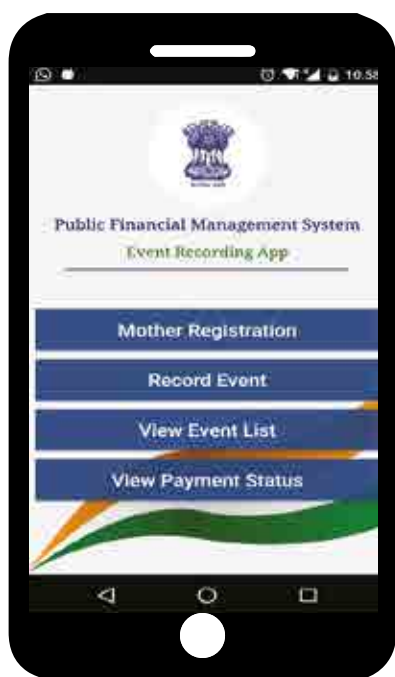 10.58
Public Financial Management System
Event Recording App
Mother Registration
Record Event
View Event List
View Payment Status